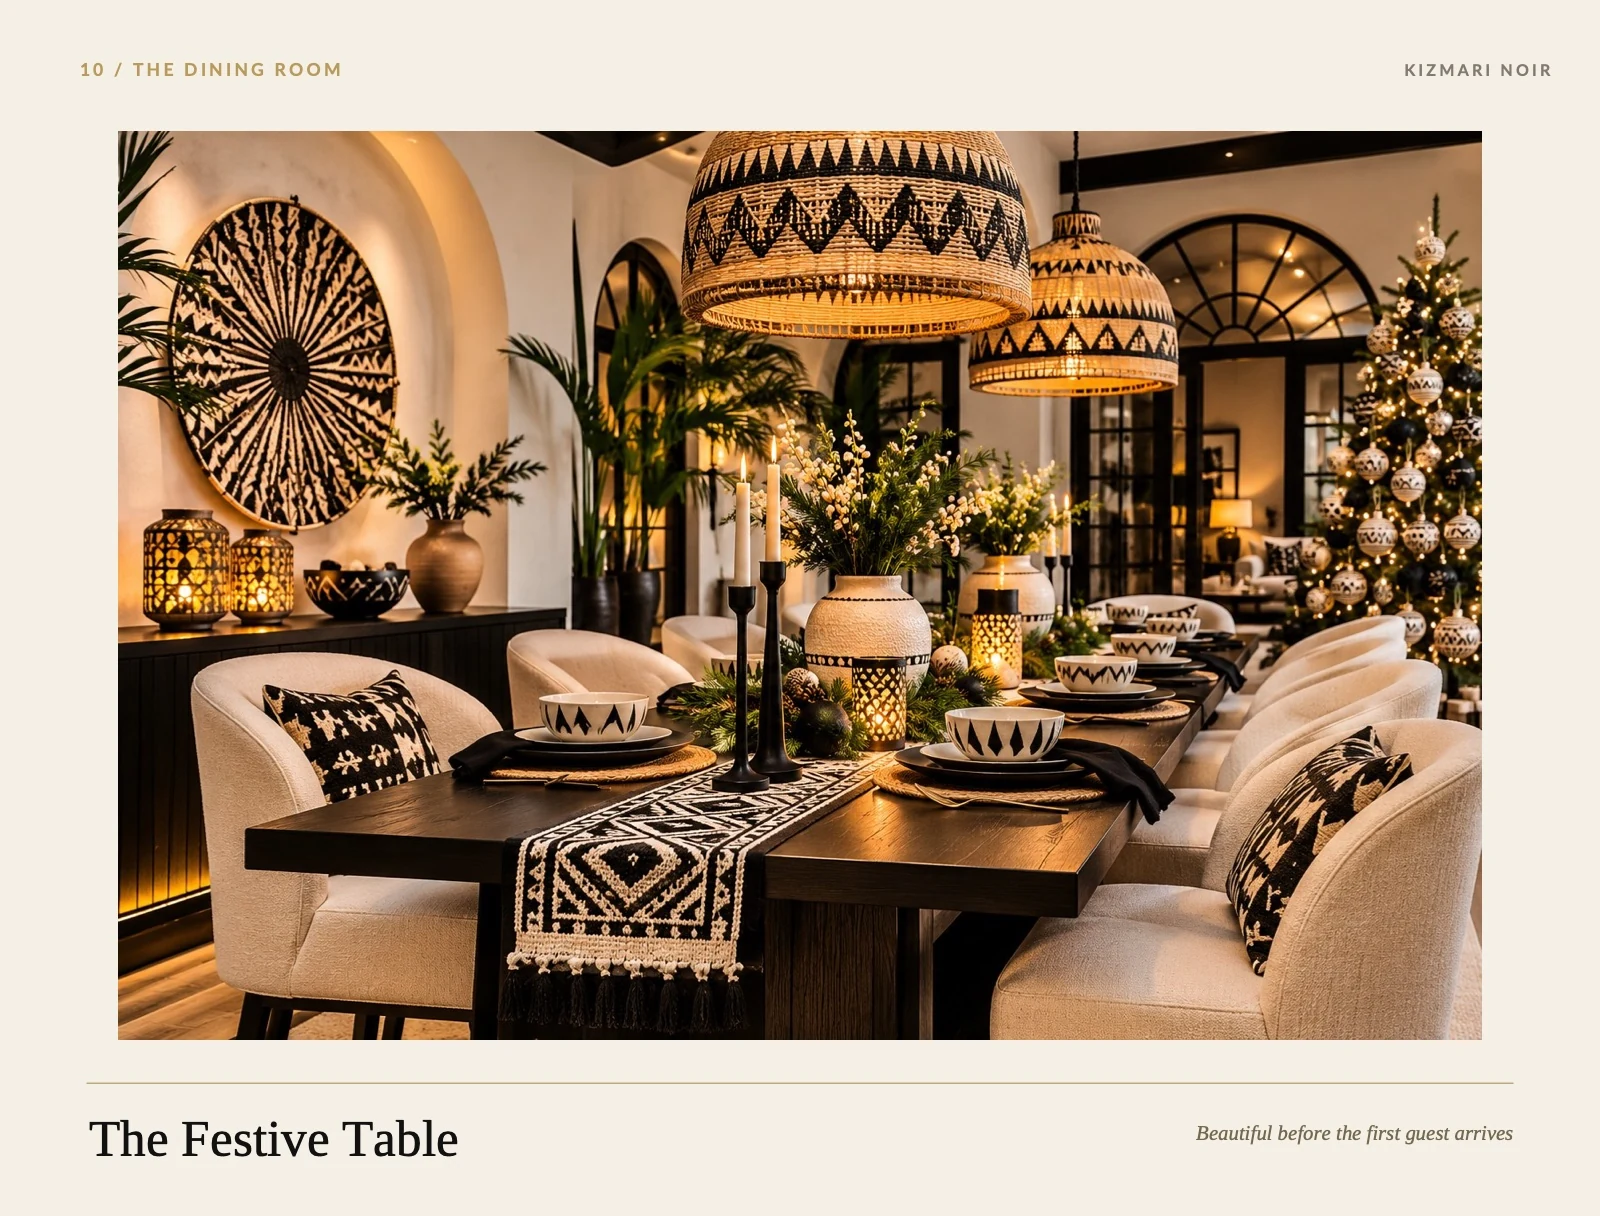 10 / THE DINING ROOM
KIZMARI NOIR
The Festive Table
Beautiful before the first guest arrives